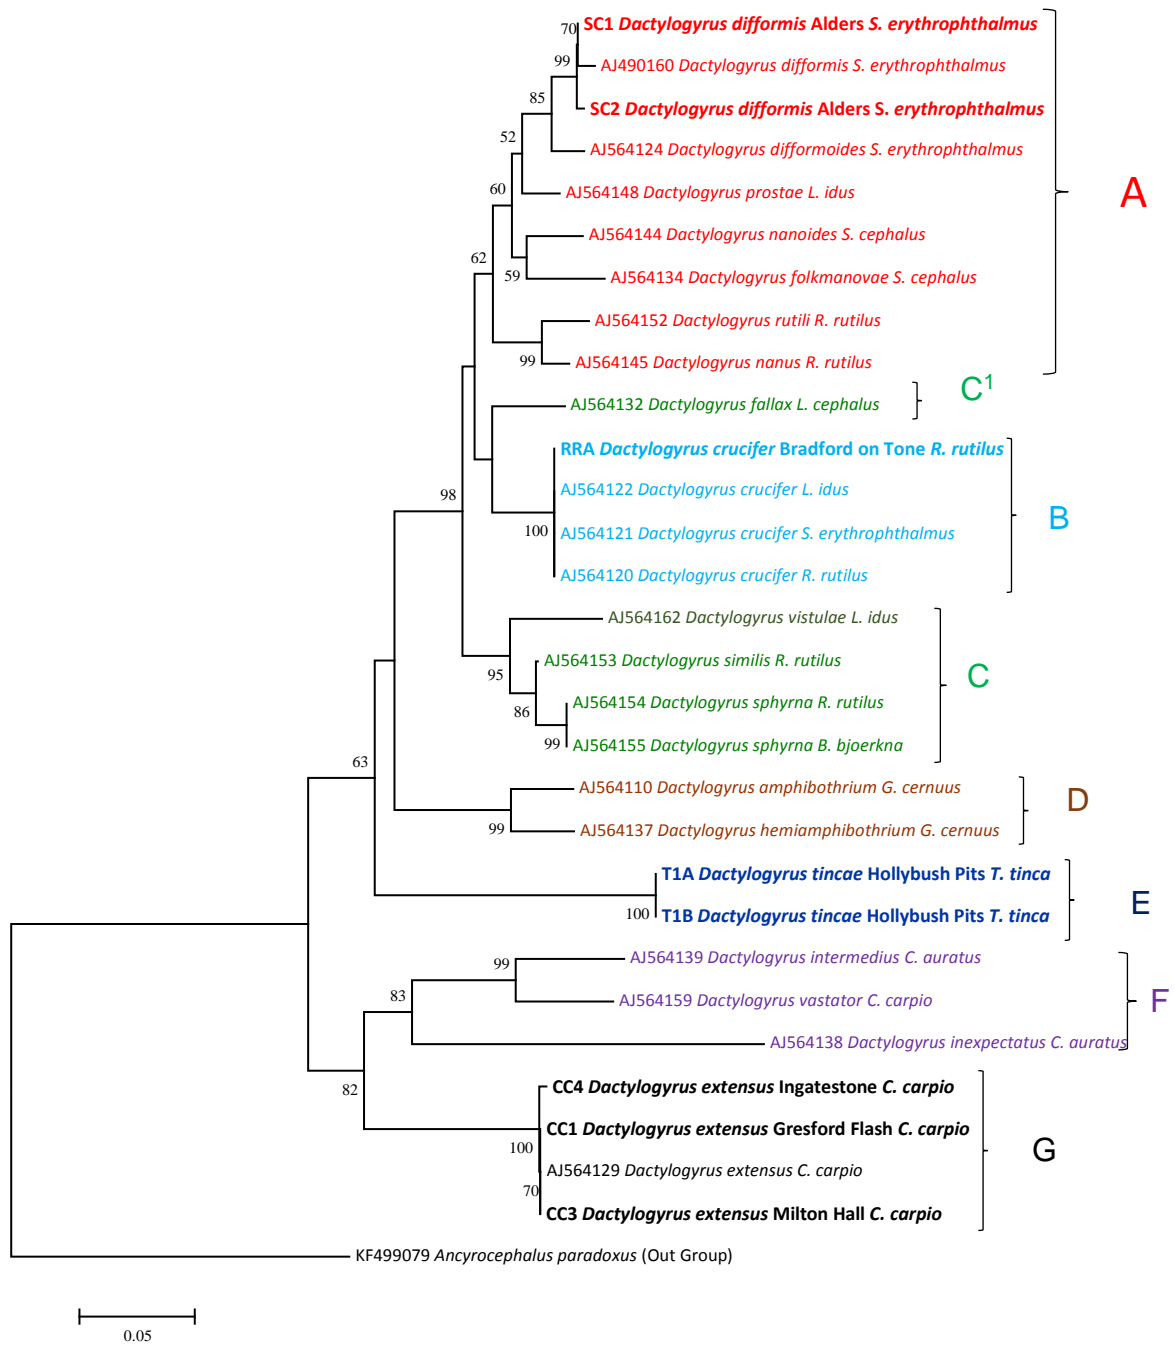 70
SC1 Dactylogyrus difformis Alders S. erythrophthalmus
99
AJ490160 Dactylogyrus difformis S. erythrophthalmus
85
SC2 Dactylogyrus difformis Alders S. erythrophthalmus
52
AJ564124 Dactylogyrus difformoides S. erythrophthalmus
60
AJ564148 Dactylogyrus prostae L. idus
A
AJ564144 Dactylogyrus nanoides S. cephalus
62
59
AJ564134 Dactylogyrus folkmanovae S. cephalus
AJ564152 Dactylogyrus rutili R. rutilus
99
AJ564145 Dactylogyrus nanus R. rutilus
AJ564132 Dactylogyrus fallax L. cephalus
C1
RRA Dactylogyrus crucifer Bradford on Tone R. rutilus
98
AJ564122 Dactylogyrus crucifer L. idus
B
100
AJ564121 Dactylogyrus crucifer S. erythrophthalmus
AJ564120 Dactylogyrus crucifer R. rutilus
AJ564162 Dactylogyrus vistulae L. idus
95
AJ564153 Dactylogyrus similis R. rutilus
C
86
AJ564154 Dactylogyrus sphyrna R. rutilus
99
AJ564155 Dactylogyrus sphyrna B. bjoerkna
63
AJ564110 Dactylogyrus amphibothrium G. cernuus
D
99
AJ564137 Dactylogyrus hemiamphibothrium G. cernuus
T1A Dactylogyrus tincae Hollybush Pits T. tinca
E
100
T1B Dactylogyrus tincae Hollybush Pits T. tinca
99
AJ564139 Dactylogyrus intermedius C. auratus
83
AJ564159 Dactylogyrus vastator C. carpio
F
AJ564138 Dactylogyrus inexpectatus C. auratus
82
CC4 Dactylogyrus extensus Ingatestone C. carpio
CC1 Dactylogyrus extensus Gresford Flash C. carpio
G
100
AJ564129 Dactylogyrus extensus C. carpio
70
CC3 Dactylogyrus extensus Milton Hall C. carpio
KF499079 Ancyrocephalus paradoxus (Out Group)
0.05